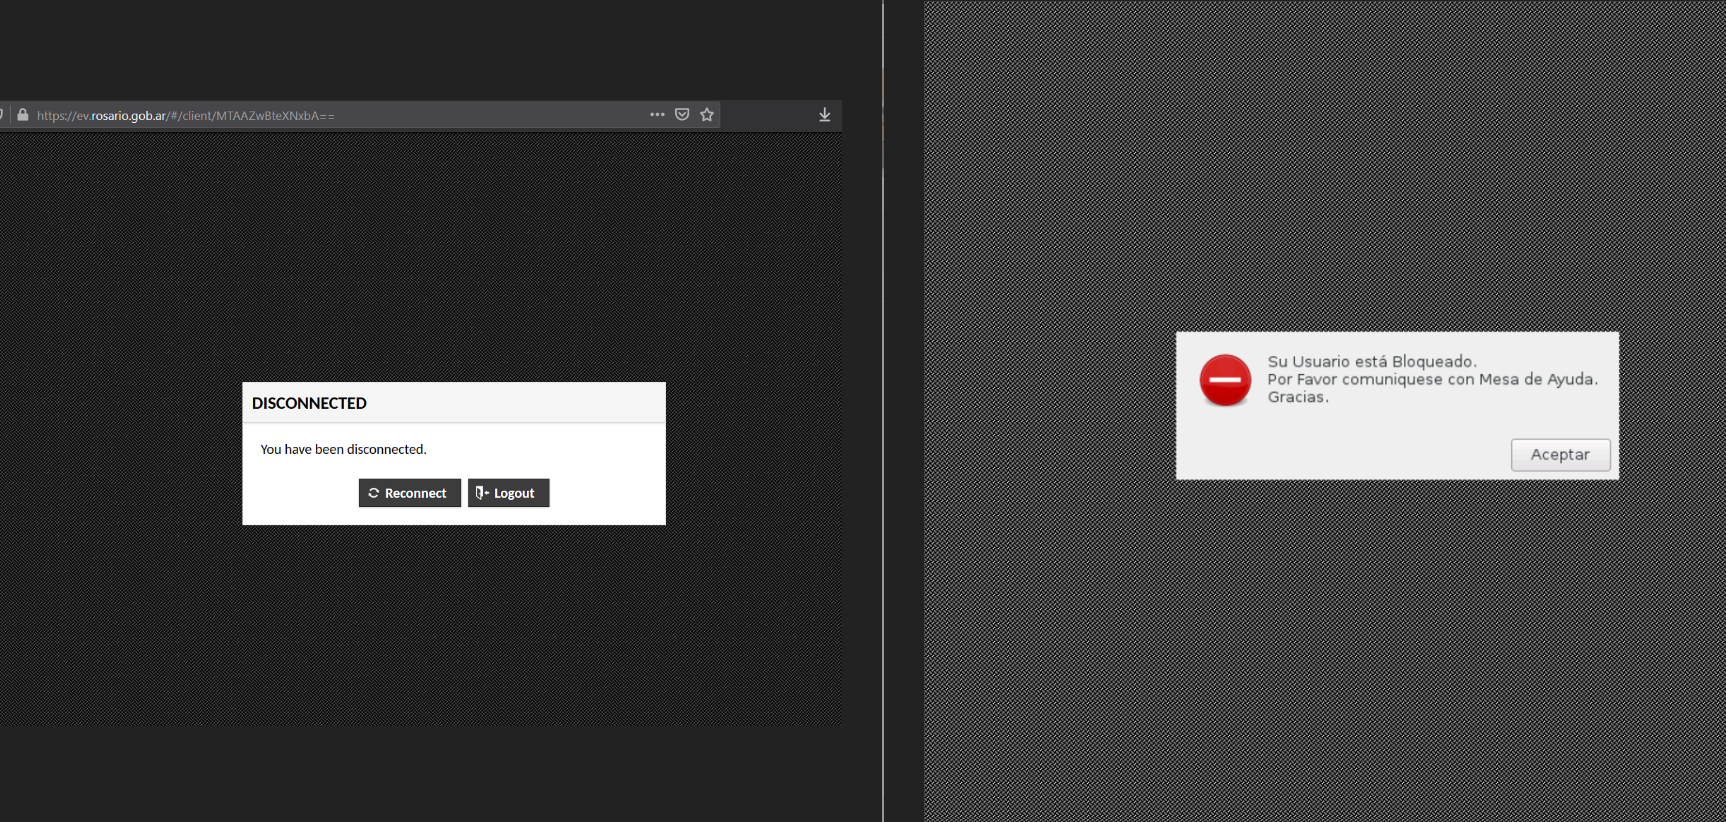 https://ev.rosario.gob.ar/#/client/MTAAZwBteXNxbA==
DISCONNECTED
You have been disconnected.
Reconnect
Logout
Su Usuario está Bloqueado.
Por Favor comuniquese con Mesa de Ayuda.
Gracias.
Aceptar